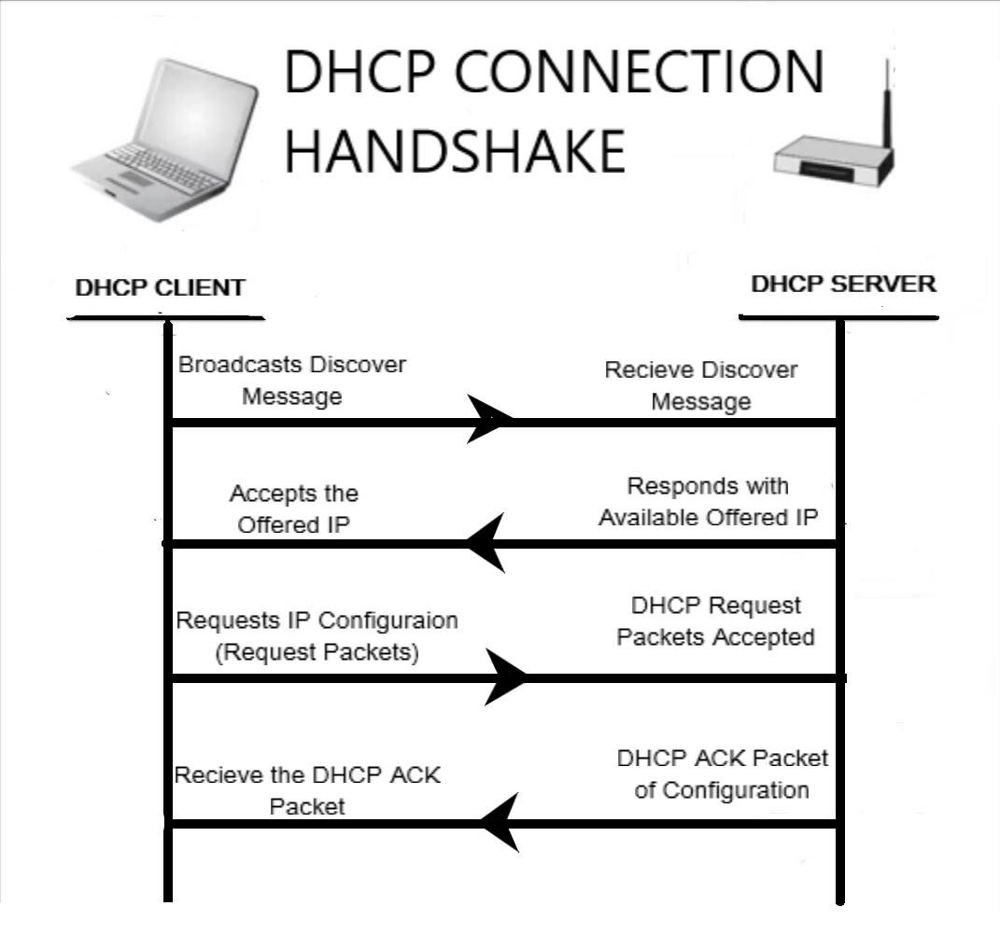 DHCP CONNECTION
HANDSHAKE
DHCP CLIENT
DHCP SERVER
Broadcasts Discover
Message
Recieve Discover
Message
Accepts the
Offered IP
Responds with
Available Offered IP
Requests IP Configuraion
(Request Packets)
DHCP Request
Packets Accepted
Recieve the DHCP ACK
Packet
DHCP ACK Packet
of Configuration